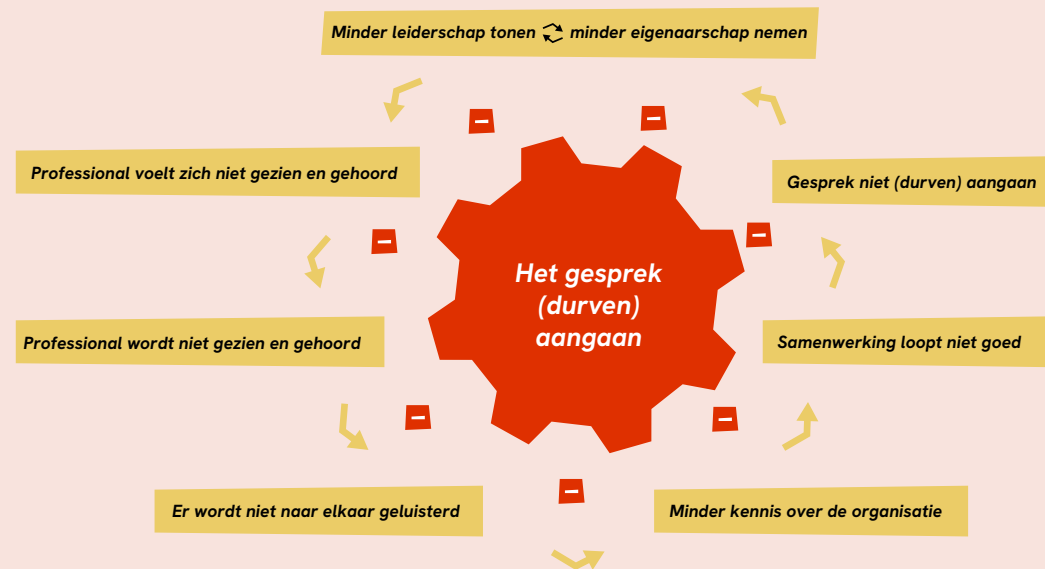 Minder leiderschap tonen minder eigenaarschap nemen
Professional voelt zich niet gezien en gehoord
Gesprek niet (durven) aangaan
Het gesprek
(durven)
aangaan
Professional wordt niet gezien en gehoord
Samenwerking loopt niet goed
Er wordt niet naar elkaar geluisterd
Minder kennis over de organisatie